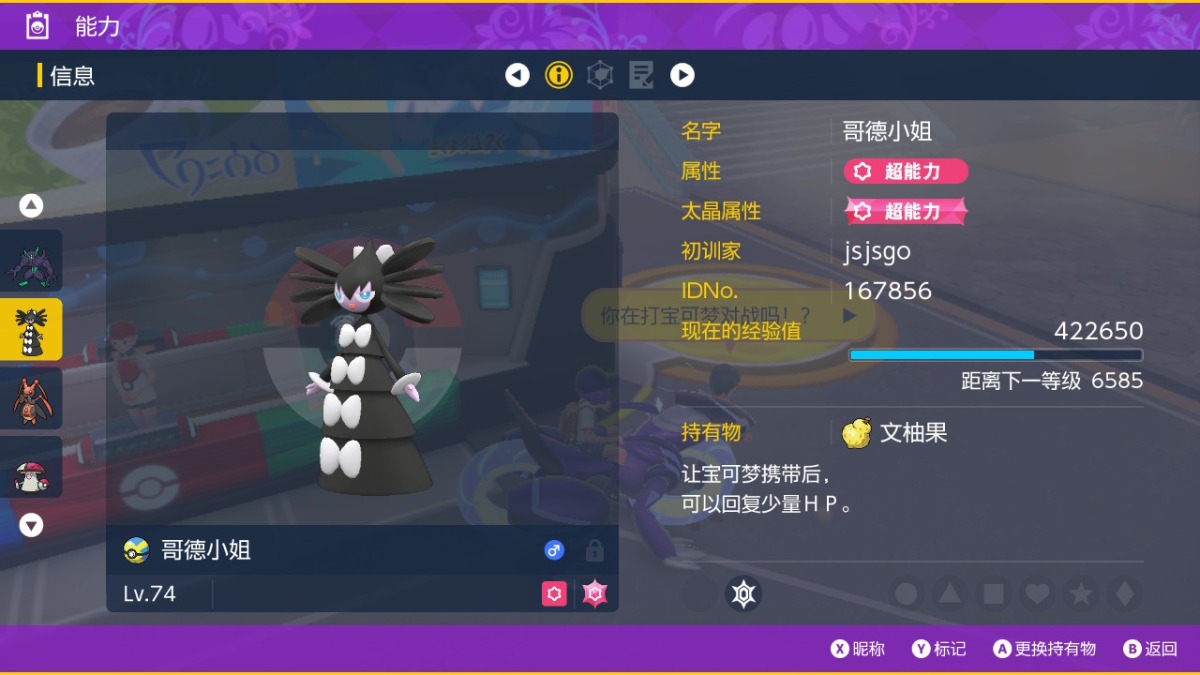 能力
信息
名字 哥德小姐
属性 超能力
太晶属性 超能力
初训家 jsjsgo
IDNo. 167856
你在打宝可梦对战吗！？
现在的经验值 422650
距离下一等级 6585
持有物 文柚果
让宝可梦携带后，
可以回复少量ＨＰ。
哥德小姐
Lv.74
X昵称 Y标记 A更换持有物 B返回